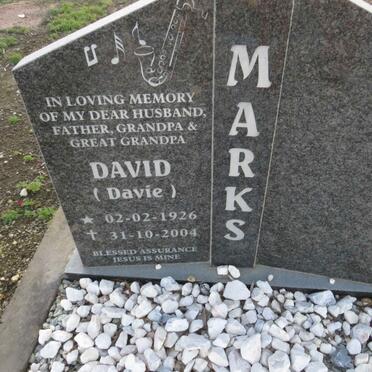 IN LOVING MEMORY
OF MY DEAR HUSBAND,
FATHER, GRANDPA &
GREAT GRANDPA
DAVID
( Davie )
02-02-1926
31-10-2004
BLESSED ASSURANCE
JESUS IS MINE
MARKS